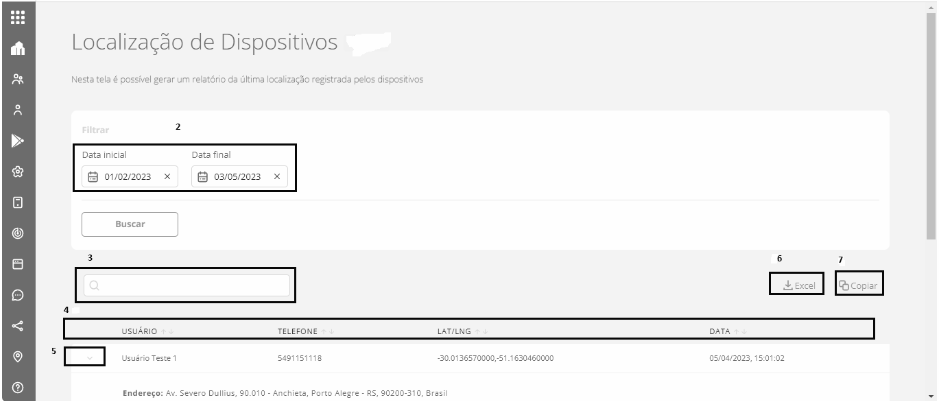 Localização de Dispositivos
Nesta tela é possível gerar um relatório da última localização registrada pelos dispositivos
Filtrar
2
Data inicial Data final
01/02/2023 × 03/05/2023 ×
Buscar
3
6 7
Excel Copiar
4
USUÁRIO ↑↓ TELEFONE ↑↓ LAT/LNG ↑↓ DATA ↑↓
5
Usuário Teste 1 5491151118 -30.0136570000,-51.1630460000 05/04/2023, 15:01:02
Endereço: Av. Severo Dullius, 90.010 - Anchieta, Porto Alegre - RS, 90200-310, Brasil